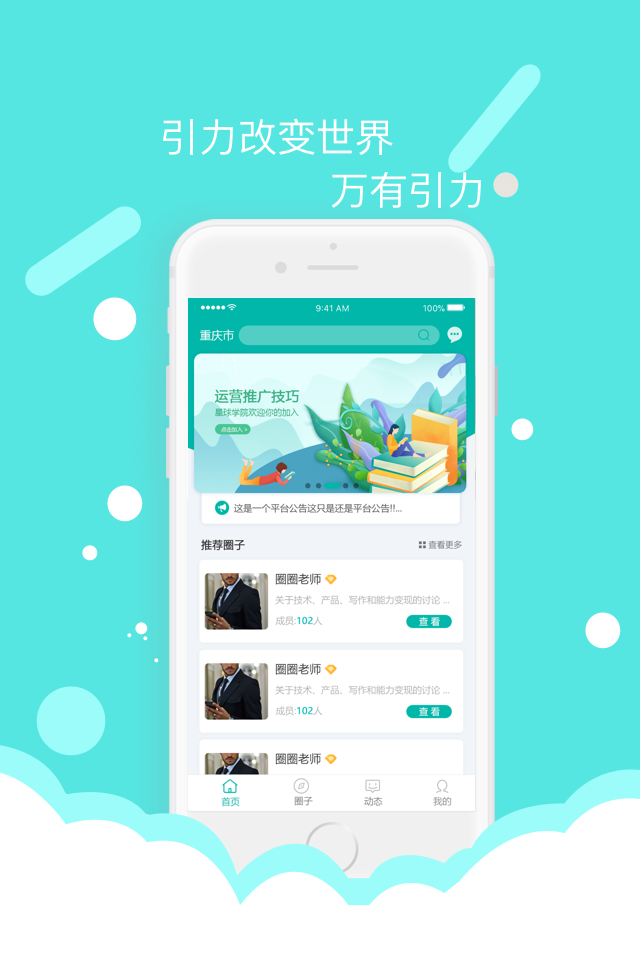 引力改变世界
万有引力
9:41 AM
100%
重庆市
运营推广技巧
星球学院欢迎你的加入
点击加入 >
这是一个平台公告这只是还是平台公告!!...
推荐圈子
查看更多
圈圈老师
关于技术、产品、写作和能力变现的讨论 ...
成员:102人
查 看
圈圈老师
关于技术、产品、写作和能力变现的讨论 ...
成员:102人
查 看
圈圈老师
首页
圈子
动态
我的